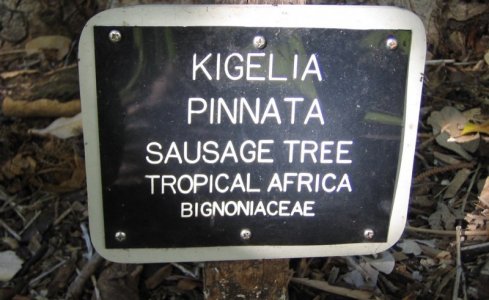 KIGELIA
PINNATA
SAUSAGE TREE
TROPICAL AFRICA
BIGNONIACEAE